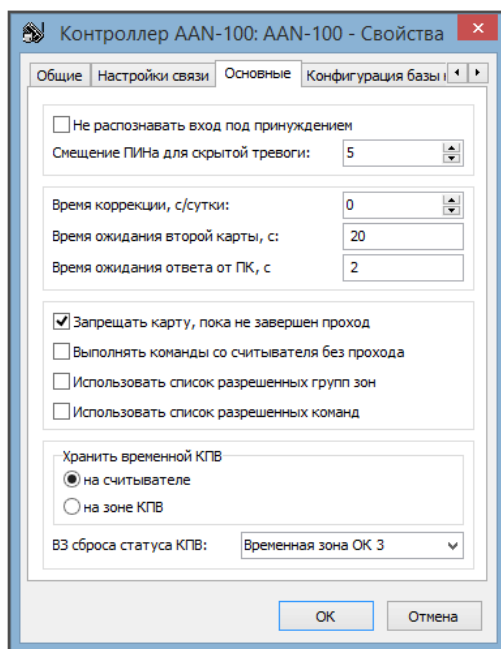 Контроллер AAN-100: AAN-100 - Свойства
Общие Настройки связи Основные Конфигурация базы
Не распознавать вход под принуждением
Смещение ПИНа для скрытой тревоги: 5
Время коррекции, с/сутки: 0
Время ожидания второй карты, с: 20
Время ожидания ответа от ПК, с 2
Запрещать карту, пока не завершен проход
Выполнять команды со считывателя без прохода
Использовать список разрешенных групп зон
Использовать список разрешенных команд
Хранить временной КПВ
на считывателе
на зоне КПВ
ВЗ сброса статуса КПВ: Временная зона ОК 3
ОК Отмена